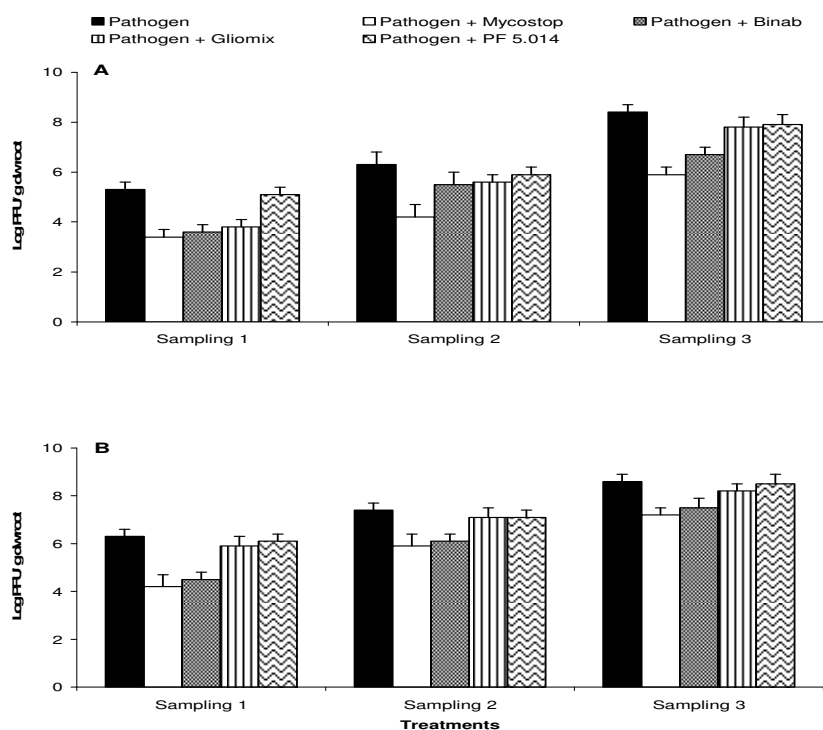 Pathogen Pathogen + Mycostop Pathogen + Binab
Pathogen + Gliomix Pathogen + PF 5.014
A
10
8
6
4
2
0
Sampling 1 Sampling 2 Sampling 3
B
10
8
6
4
2
0
Sampling 1 Sampling 2 Sampling 3
Treatments